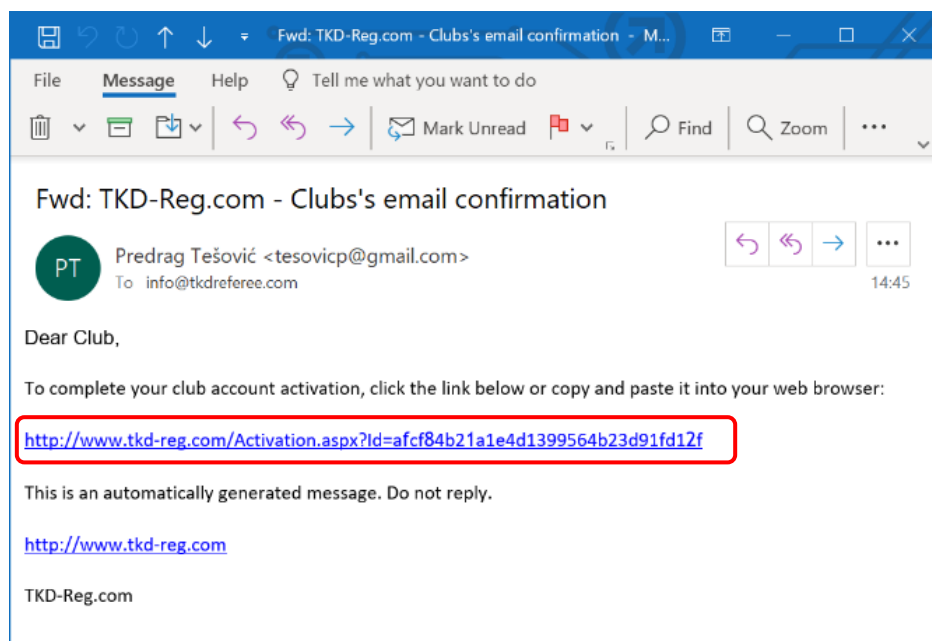 Fwd: TKD-Reg.com - Clubs's email confirmation - M...
File Message Help Tell me what you want to do
Mark Unread Find Zoom ...
Fwd: TKD-Reg.com - Clubs's email confirmation
PT
Predrag Tešović <tesovicp@gmail.com>
To info@tkdreferee.com
14:45
Dear Club,
To complete your club account activation, click the link below or copy and paste it into your web browser:
http://www.tkd-reg.com/Activation.aspx?Id=afcf84b21a1e4d1399564b23d91fd12f
This is an automatically generated message. Do not reply.
http://www.tkd-reg.com
TKD-Reg.com